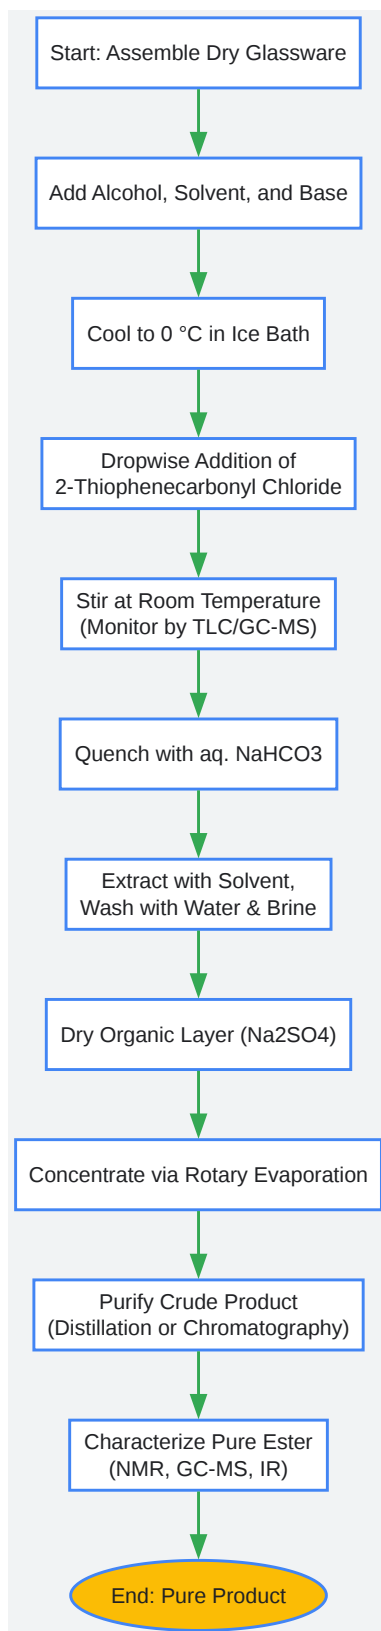 Start: Assemble Dry Glassware
Add Alcohol, Solvent, and Base
Cool to 0 °C in Ice Bath
Dropwise Addition of
2-Thiophenecarbonyl Chloride
Stir at Room Temperature
(Monitor by TLC/GC-MS)
Quench with aq. NaHCO3
Extract with Solvent,
Wash with Water & Brine
Dry Organic Layer (Na2SO4)
Concentrate via Rotary Evaporation
Purify Crude Product
(Distillation or Chromatography)
Characterize Pure Ester
(NMR, GC-MS, IR)
End: Pure Product